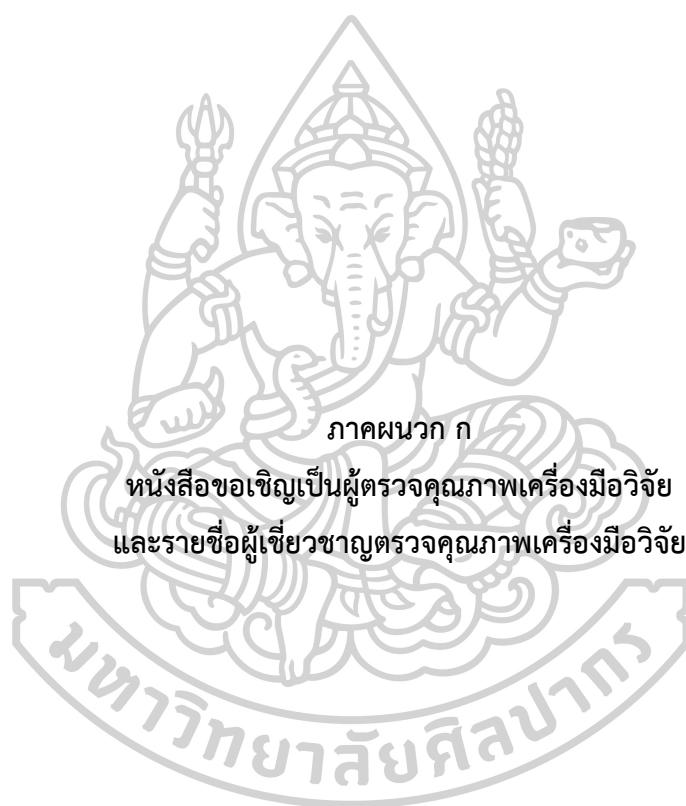 ภาคผนวก ก
หนังสือขอเชิญเป็นผู้ตรวจคุณภาพเครื่องมือวิจัย
และรายชื่อผู้เชี่ยวชาญตรวจคุณภาพเครื่องมือวิจัย
มหาวิทยาลัยศิลปากร